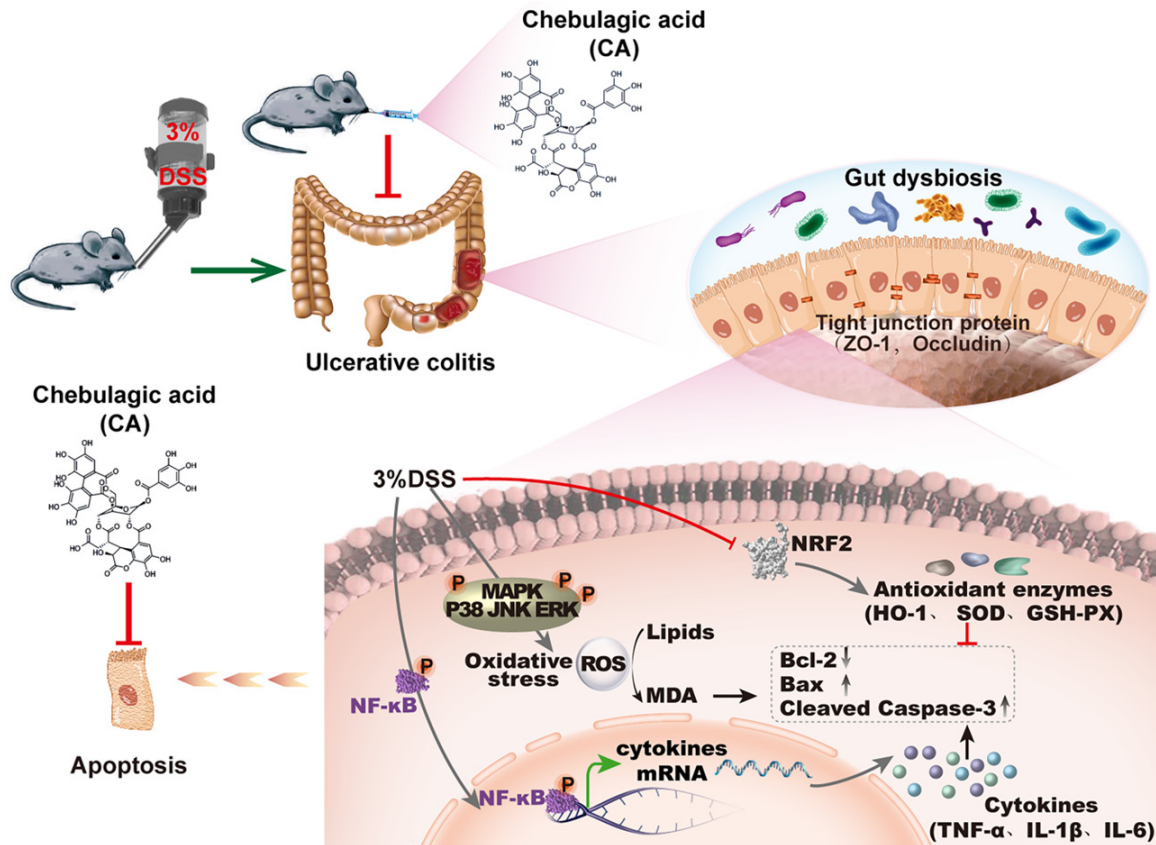 Chebulagic acid
(CA)
3%
DSS
Ulcerative colitis
Gut dysbiosis
Tight junction protein
(ZO-1, Occludin)
Chebulagic acid
(CA)
Apoptosis
3%DSS
NRF2
Antioxidant enzymes
(HO-1、 SOD、GSH-PX)
P
P
P
MAPK
P38 JNK ERK
Oxidative
stress
ROS
Lipids
MDA
Bcl-2
Bax
Cleaved Caspase-3
P
NF-κB
cytokines
mRNA
P
NF-κB
Cytokines
(TNF-α、IL-1β、IL-6)